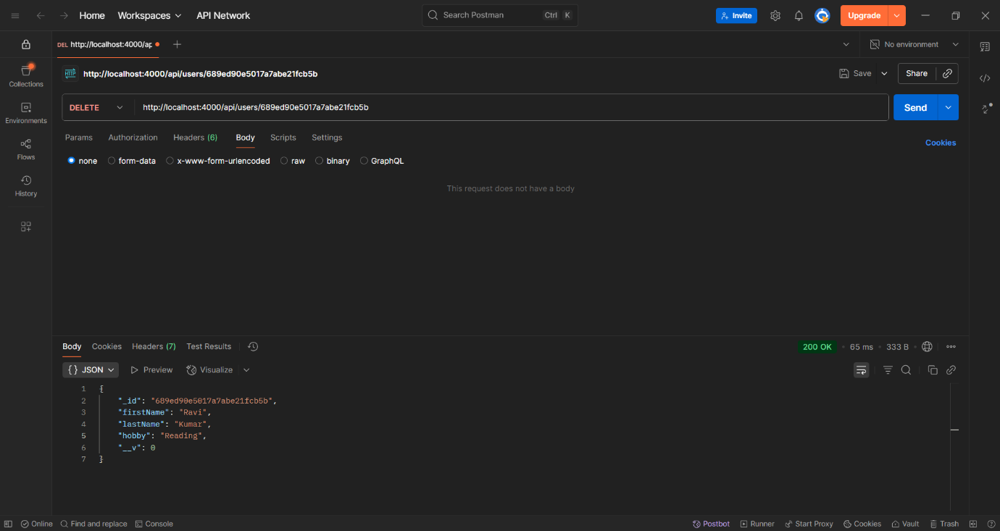 Home Workspaces API Network Search Postman Ctrl K Invite Upgrade
DEL http://localhost:4000/ap No environment
Collections
Environments
Flows
History
HTTP http://localhost:4000/api/users/689ed90e5017a7abe21fcb5b Save Share
DELETE http://localhost:4000/api/users/689ed90e5017a7abe21fcb5b Send
Params Authorization Headers (6) Body Scripts Settings Cookies
none form-data x-www-form-urlencoded raw binary GraphQL
This request does not have a body
Body Cookies Headers (7) Test Results 200 OK • 65 ms • 333 B
{} JSON Preview Visualize
1 {
2 "_id": "689ed90e5017a7abe21fcb5b",
3 "firstName": "Ravi",
4 "lastName": "Kumar",
5 "hobby": "Reading",
6 "__v": 0
7 }
Online Find and replace Console Postbot Runner Start Proxy Cookies Vault Trash